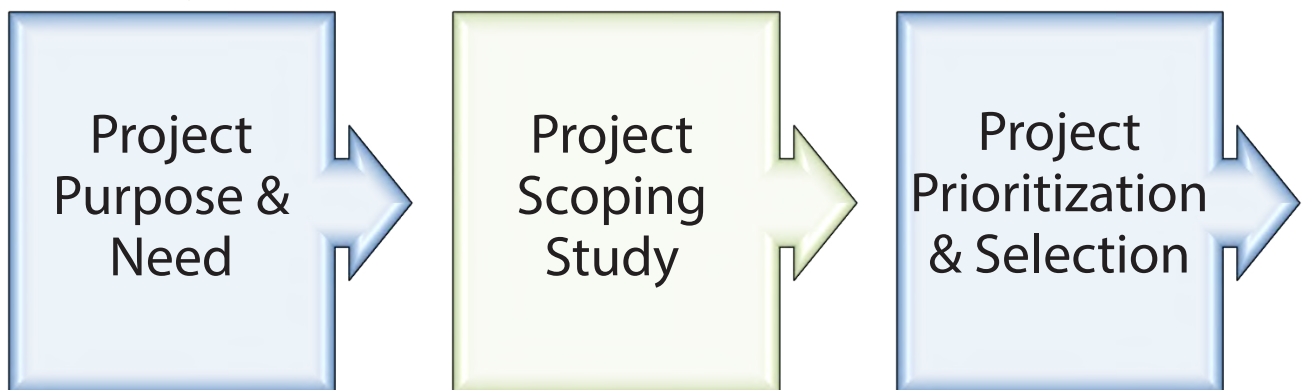 Project
Purpose &
Need
Project
Scoping
Study
Project
Prioritization
& Selection